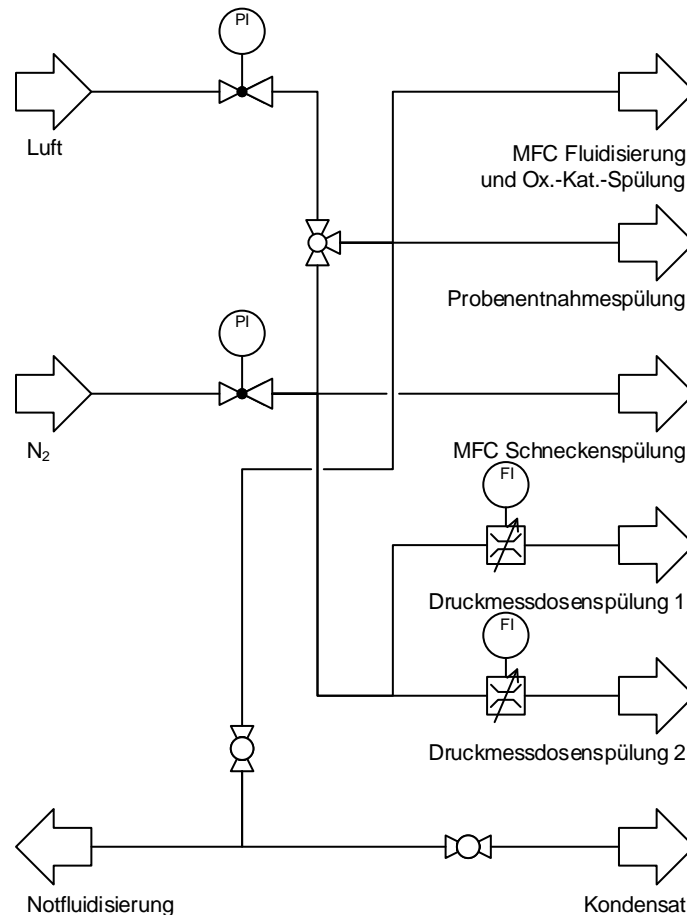 PI
Luft
MFC Fluidisierung
und Ox.-Kat.-Spülung
Probenentnahmespülung
PI
N₂
MFC Schneckenspülung
FI
Druckmessdosenspülung 1
FI
Druckmessdosenspülung 2
Notfluidisierung
Kondensat